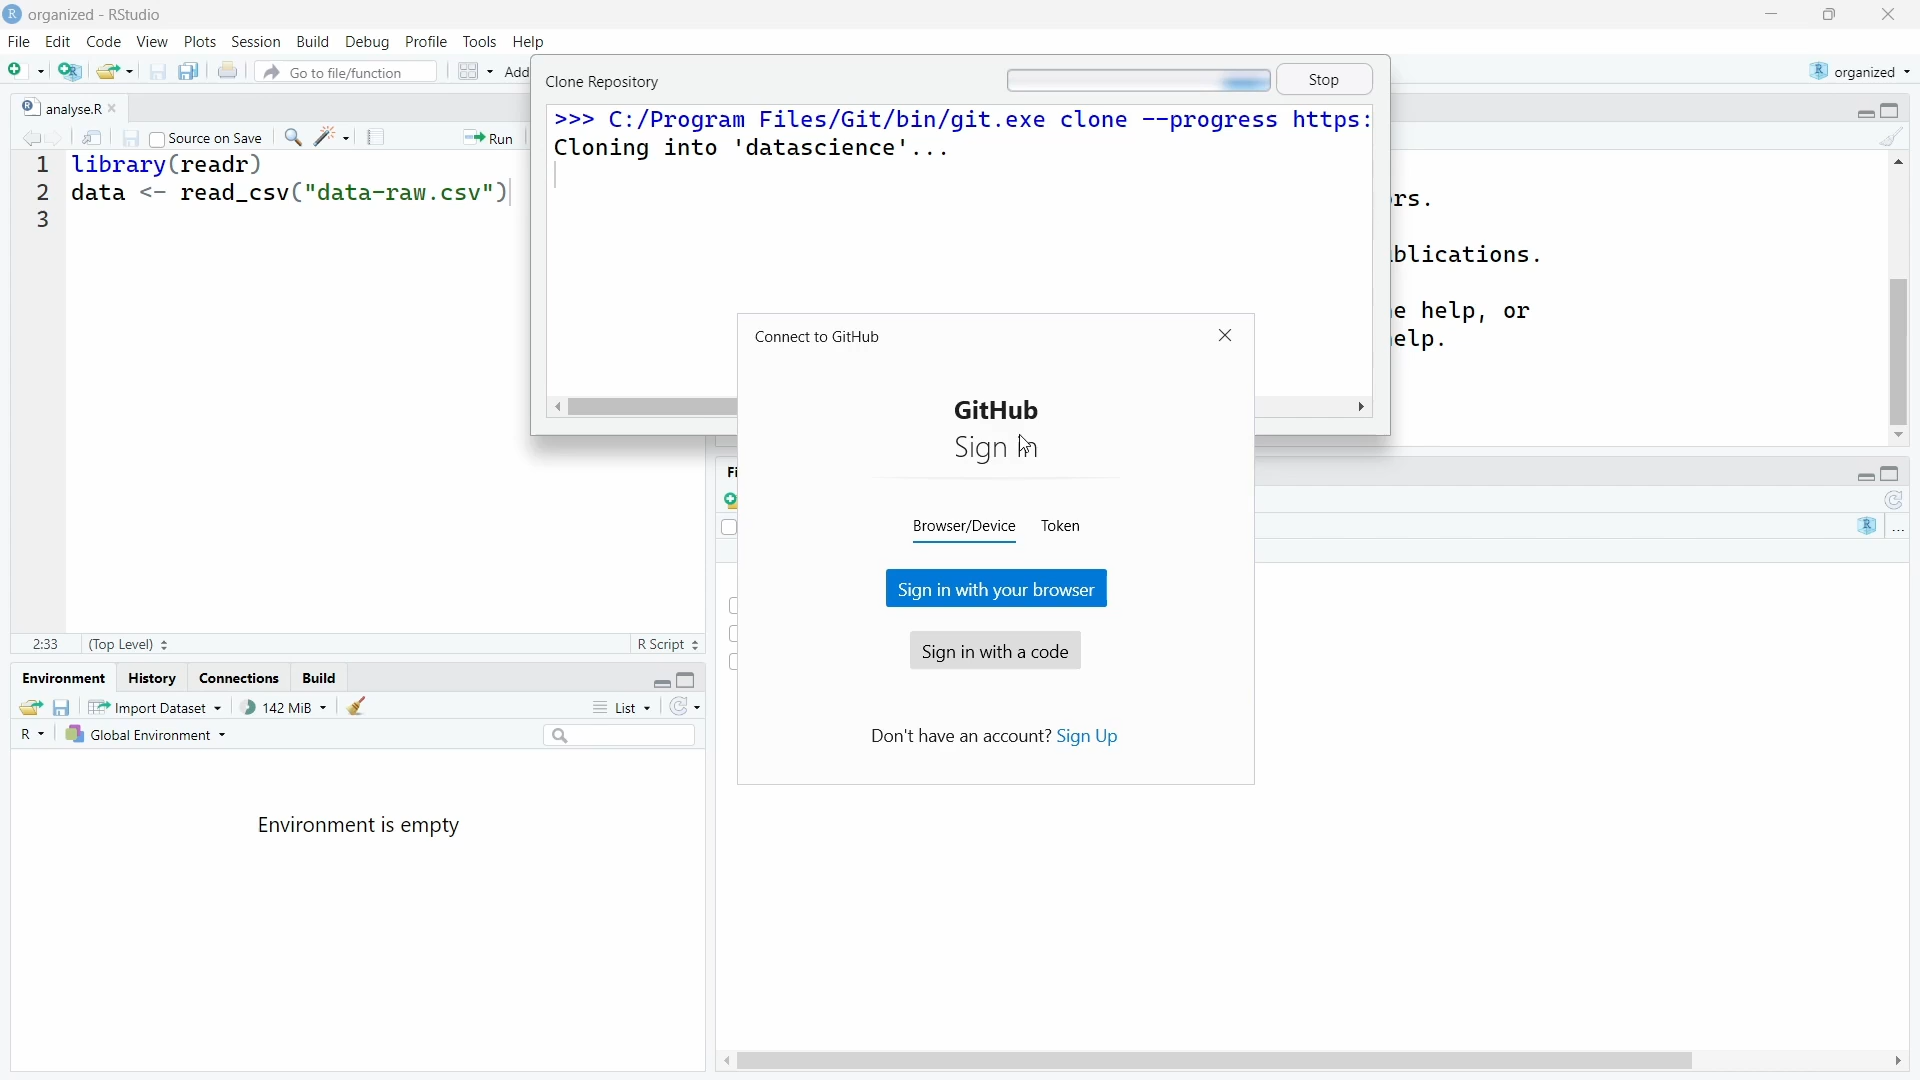 organized - RStudio
File Edit Code View Plots Session Build Debug Profile Tools Help
Go to file/function
organized
analyse.R
Source on Save
Run
1 library(readr)
2 data <- read_csv("data-raw.csv")
3
2:33 (Top Level) R Script
Clone Repository
Stop
>>> C:/Program Files/Git/bin/git.exe clone --progress https:
Cloning into 'datascience'...
Connect to GitHub
GitHub
Sign in
Browser/Device Token
Sign in with your browser
Sign in with a code
Don't have an account? Sign Up
e help, or
Environment History Connections Build
Import Dataset 142 MiB List
R Global Environment
Environment is empty